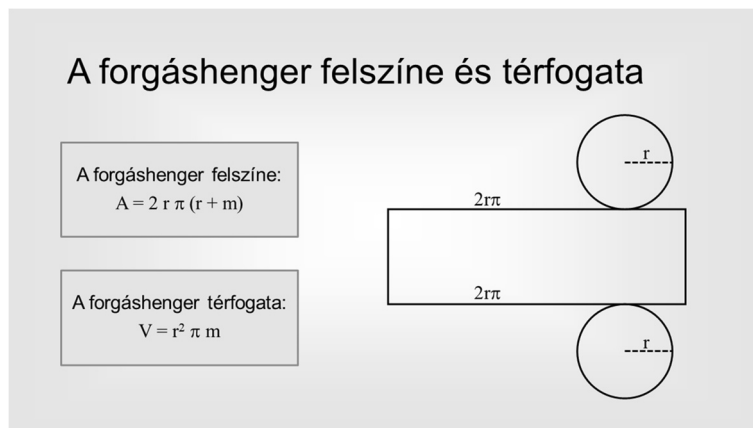 A forgáshenger felszíne és térfogata
A forgáshenger felszíne:
A = 2 r π (r + m)
A forgáshenger térfogata:
V = r² π m
r
2rπ
2rπ
r